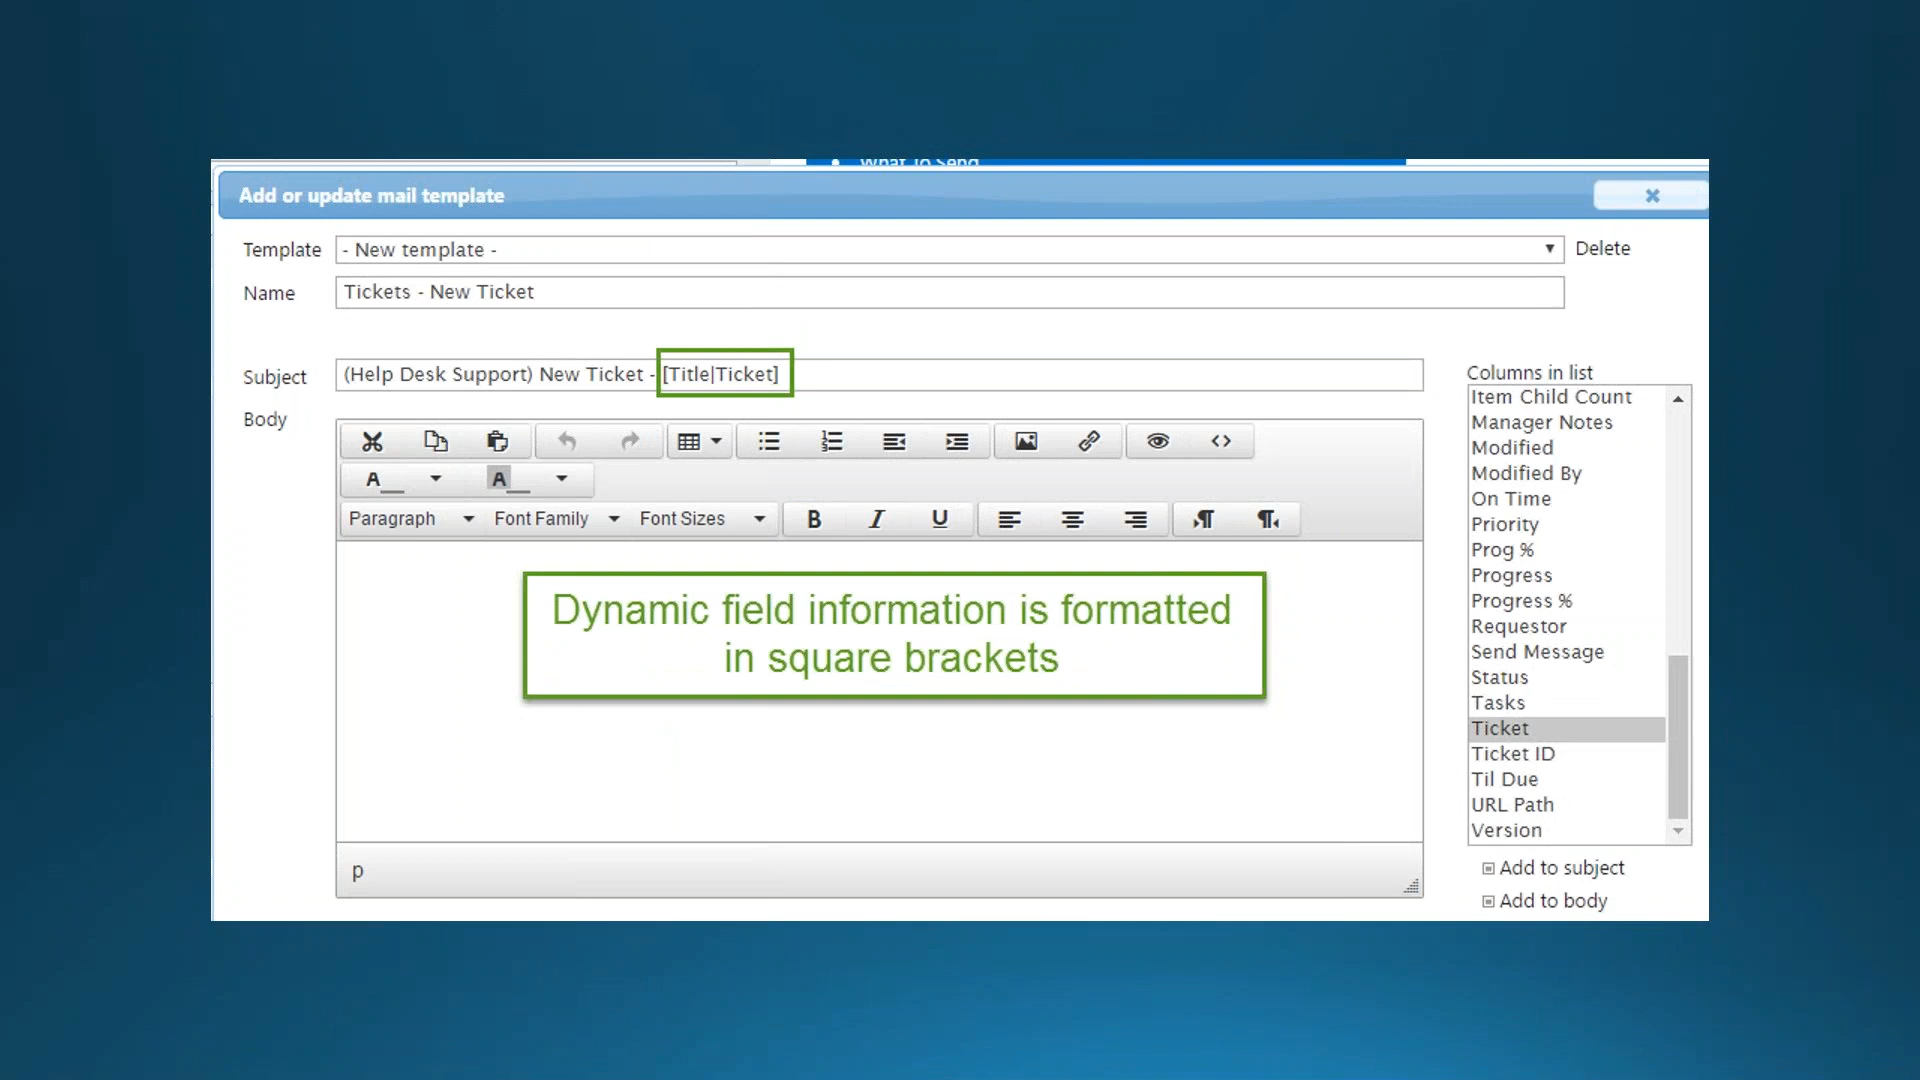 What To Send
Add or update mail template
Template - New template - Delete
Name Tickets - New Ticket
Subject (Help Desk Support) New Ticket - [Title|Ticket]
Body
A A
Paragraph Font Family Font Sizes B I U
Dynamic field information is formatted
in square brackets
p
Columns in list
Item Child Count
Manager Notes
Modified
Modified By
On Time
Priority
Prog %
Progress
Progress %
Requestor
Send Message
Status
Tasks
Ticket
Ticket ID
Til Due
URL Path
Version
Add to subject
Add to body